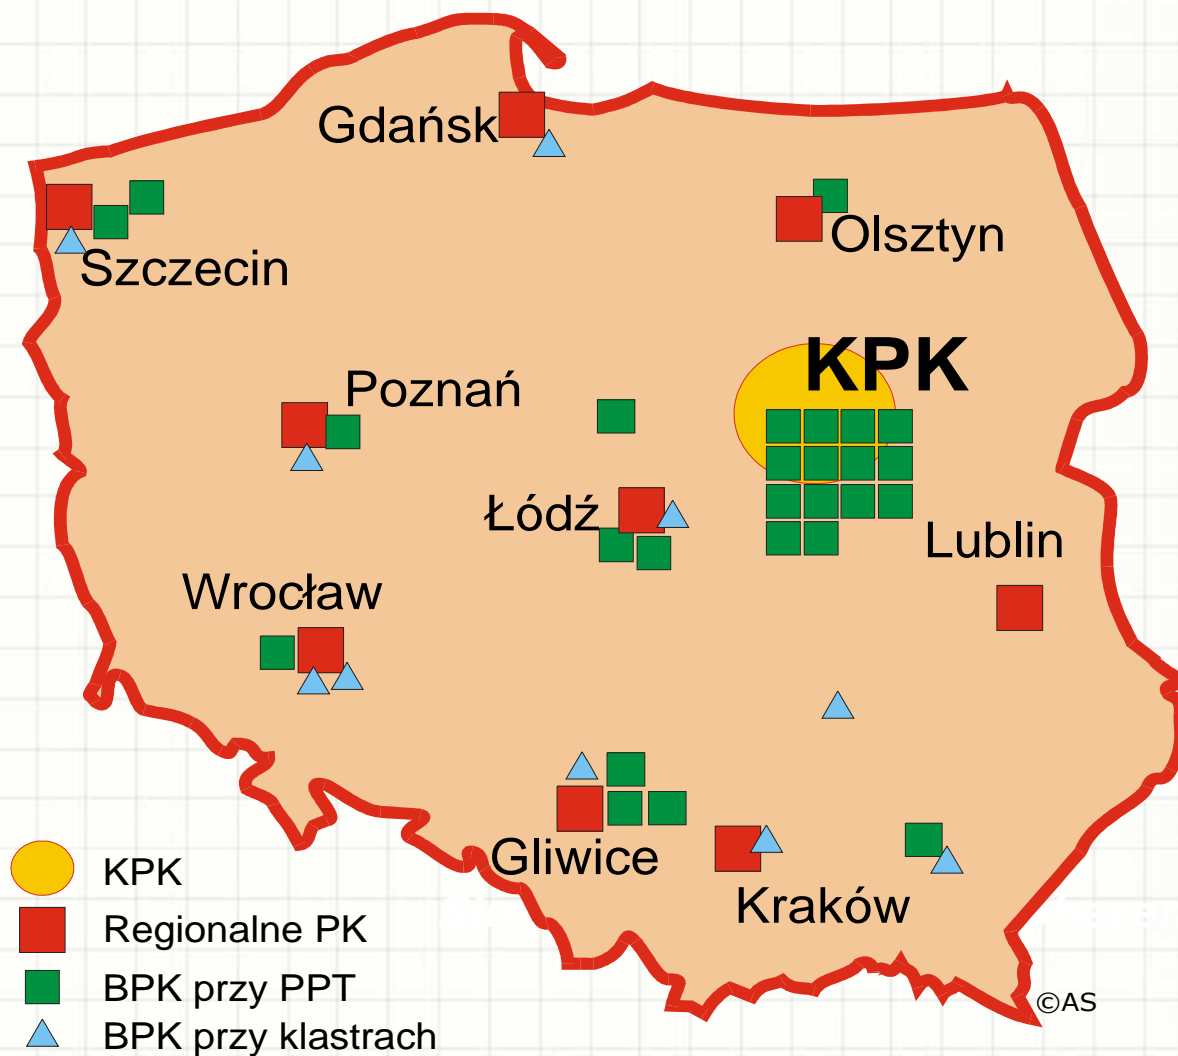 Gdańsk
Olsztyn
Szczecin
KPK
Poznań
Łódź
Lublin
Wrocław
Gliwice
Kraków
KPK
Regionalne PK
BPK przy PPT
BPK przy klastrach
©AS